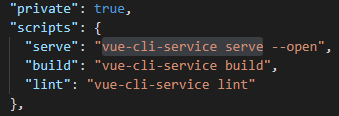 "private": true,
"scripts": {
"serve": "vue-cli-service serve --open",
"build": "vue-cli-service build",
"lint": "vue-cli-service lint"
},